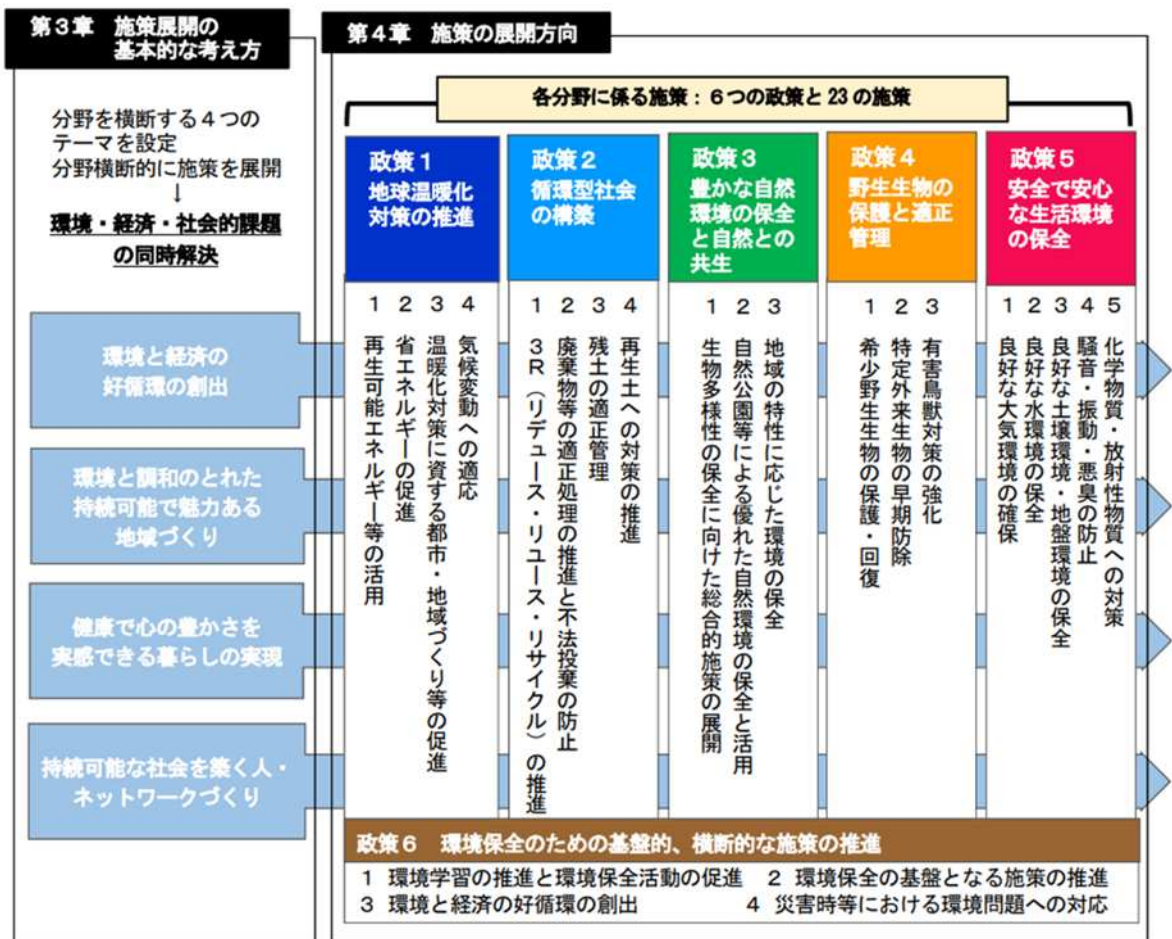 第３章　施策展開の
基本的な考え方
分野を横断する４つの
テーマを設定
分野横断的に施策を展開
↓
環境・経済・社会的課題
の同時解決
環境と経済の
好循環の創出
環境と調和のとれた
持続可能で魅力ある
地域づくり
健康で心の豊かさを
実感できる暮らしの実現
持続可能な社会を築く人・
ネットワークづくり
第４章　施策の展開方向
各分野に係る施策：６つの政策と 23 の施策
政策１
地球温暖化
対策の推進
１　再生可能エネルギー等の活用
２　省エネルギーの促進
３　温暖化対策に資する都市・地域づくり等の促進
４　気候変動への適応
政策２
循環型社会
の構築
１　３Ｒ（リデュース・リユース・リサイクル）の推進
２　廃棄物等の適正処理の推進と不法投棄の防止
３　残土の適正管理
４　再生土への対策の推進
政策３
豊かな自然
環境の保全
と自然との
共生
１　生物多様性の保全に向けた総合的施策の展開
２　自然公園等による優れた自然環境の保全と活用
３　地域の特性に応じた環境の保全
政策４
野生生物の
保護と適正
管理
１　希少野生生物の保護・回復
２　特定外来生物の早期防除
３　有害鳥獣対策の強化
政策５
安全で安心
な生活環境
の保全
１　良好な大気環境の確保
２　良好な水環境の保全
３　良好な土壌環境・地盤環境の保全
４　騒音・振動・悪臭の防止
５　化学物質・放射性物質への対策
政策６　環境保全のための基盤的、横断的な施策の推進
１ 環境学習の推進と環境保全活動の促進　２ 環境保全の基盤となる施策の推進
３ 環境と経済の好循環の創出　４ 災害時等における環境問題への対応